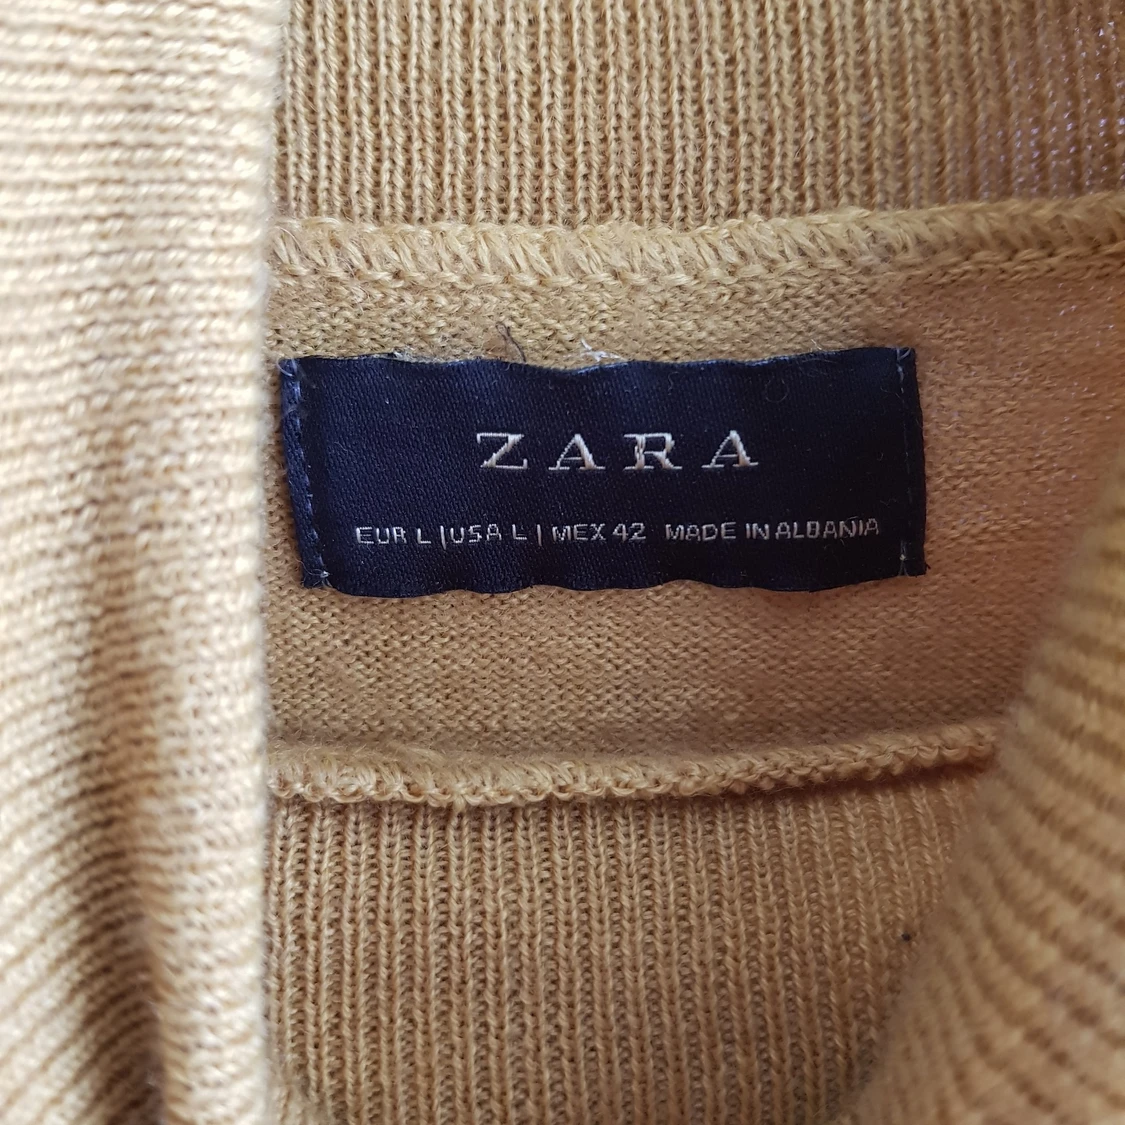 ZARA
EUR L | USA L | MEX 42 MADE IN ALBANIA